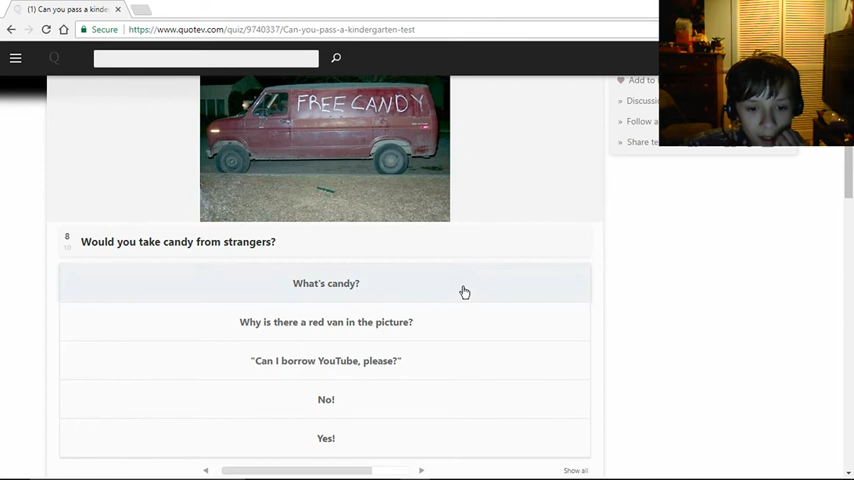 (1) Can you pass a kinde
Secure
https://www.quotev.com/quiz/9740337/Can-you-pass-a-kindergarten-test
Q
Add to
» Discussi
» Follow a
» Share te
FREE CANDY
8
10
Would you take candy from strangers?
What's candy?
Why is there a red van in the picture?
"Can I borrow YouTube, please?"
No!
Yes!
Show all